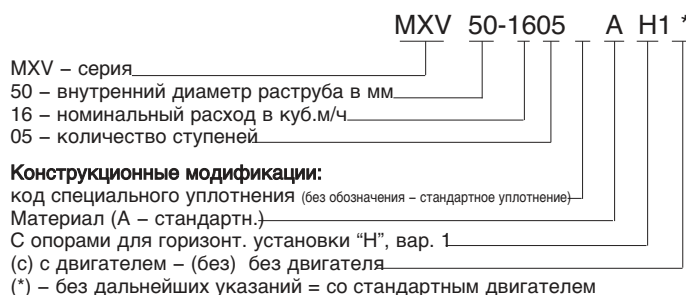 MXV 50-1605 A H1 *
MXV – серия
50 – внутренний диаметр раструба в мм
16 – номинальный расход в куб.м/ч
05 – количество ступеней
Конструкционные модификации:
код специального уплотнения (без обозначения – стандартное уплотнение)
Материал (А – стандартн.)
С опорами для горизонт. установки “H”, вар. 1
(с) с двигателем – (без) без двигателя
(*) – без дальнейших указаний = со стандартным двигателем